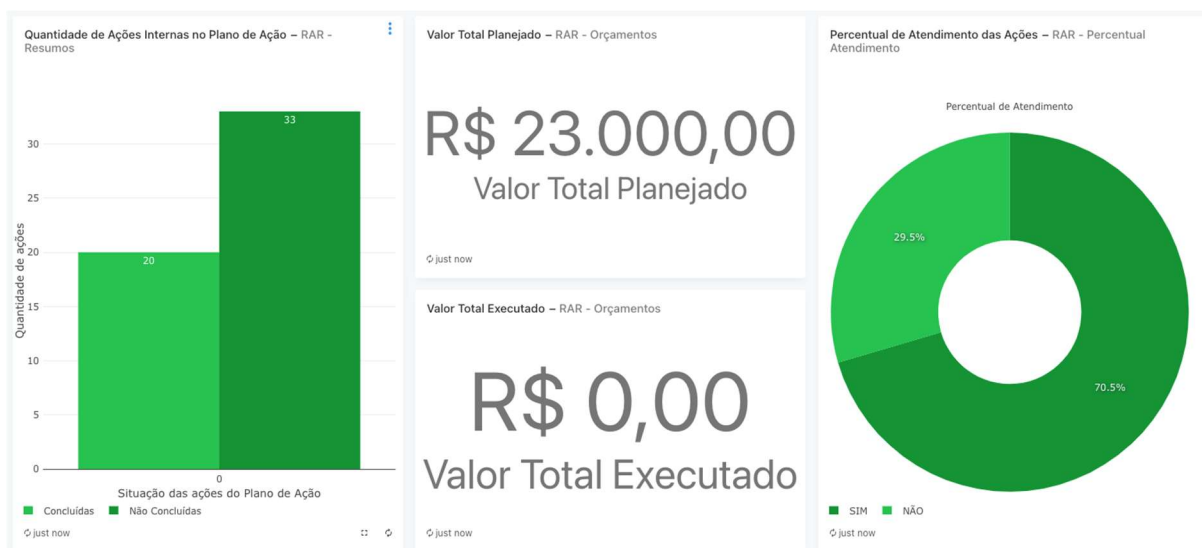 Quantidade de Ações Internas no Plano de Ação – RAR -
Resumos
33
20
30
25
20
15
10
5
0
Quantidade de ações
0
Situação das ações do Plano de Ação
Concluídas Não Concluídas
just now
Valor Total Planejado – RAR - Orçamentos
R$ 23.000,00
Valor Total Planejado
just now
Valor Total Executado – RAR - Orçamentos
R$ 0,00
Valor Total Executado
just now
Percentual de Atendimento das Ações – RAR - Percentual
Atendimento
Percentual de Atendimento
29.5%
70.5%
SIM NÃO
just now